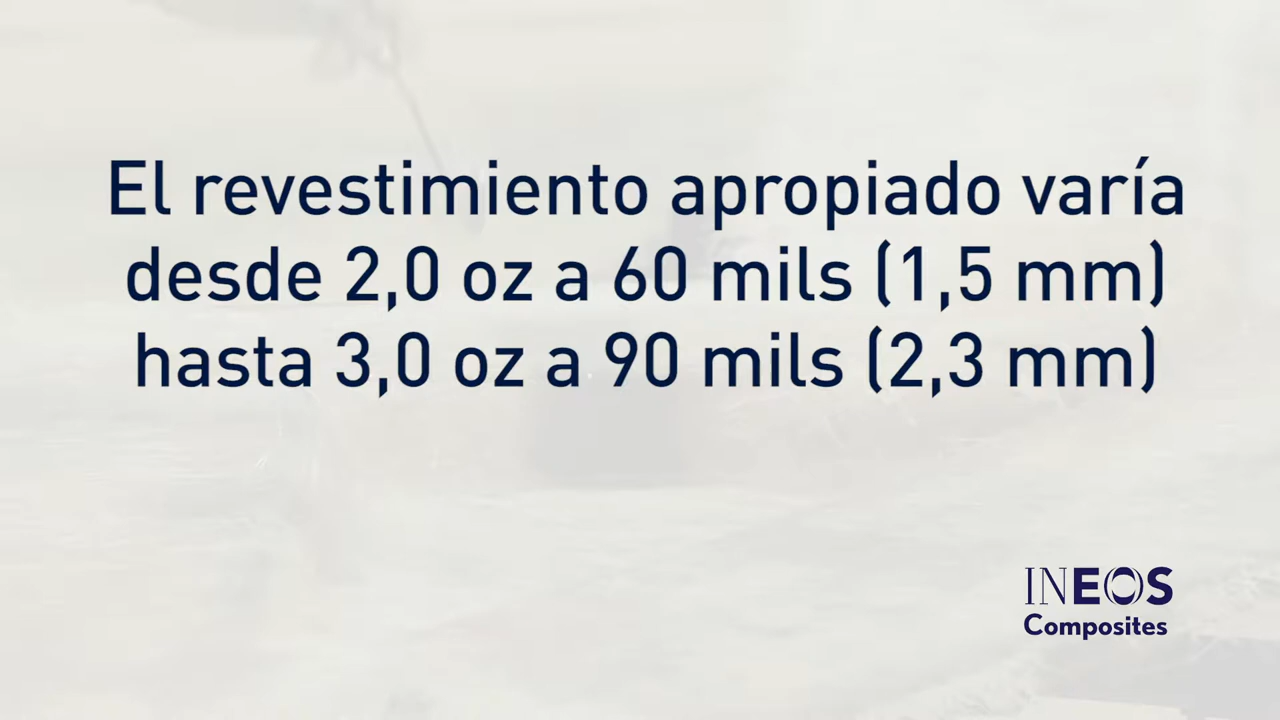 El revestimiento apropiado varía
desde 2,0 oz a 60 mils (1,5 mm)
hasta 3,0 oz a 90 mils (2,3 mm)
INEOS
Composites